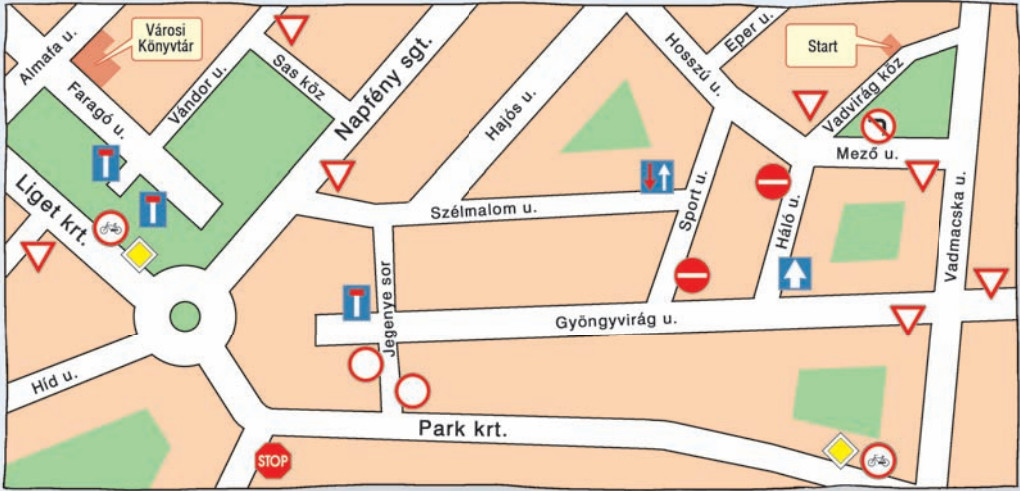 Almafa u.
Városi
Könyvtár
Faragó u.
Vándor u.
Sas köz
Napfény sgt.
Hajós u.
Hosszú u.
Eper u.
Start
Vadvirág köz
Mező u.
Liget krt.
Szélmalom u.
Sport u.
Háló u.
Vadmacska u.
Jegenye sor
Gyöngyvirág u.
Híd u.
Park krt.
STOP